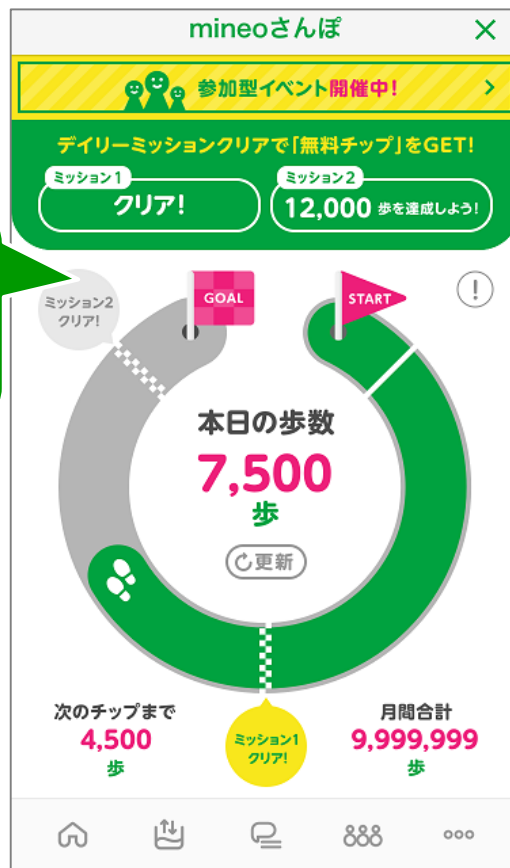 mineoさんぽ
参加型イベント開催中!
デイリーミッションクリアで「無料チップ」をGET!
ミッション1
クリア!
ミッション2
12,000 歩を達成しよう!
ミッション2
クリア!
GOAL
START
!
本日の歩数
7,500
歩
更新
次のチップまで
4,500
歩
ミッション1
クリア!
月間合計
9,999,999
歩